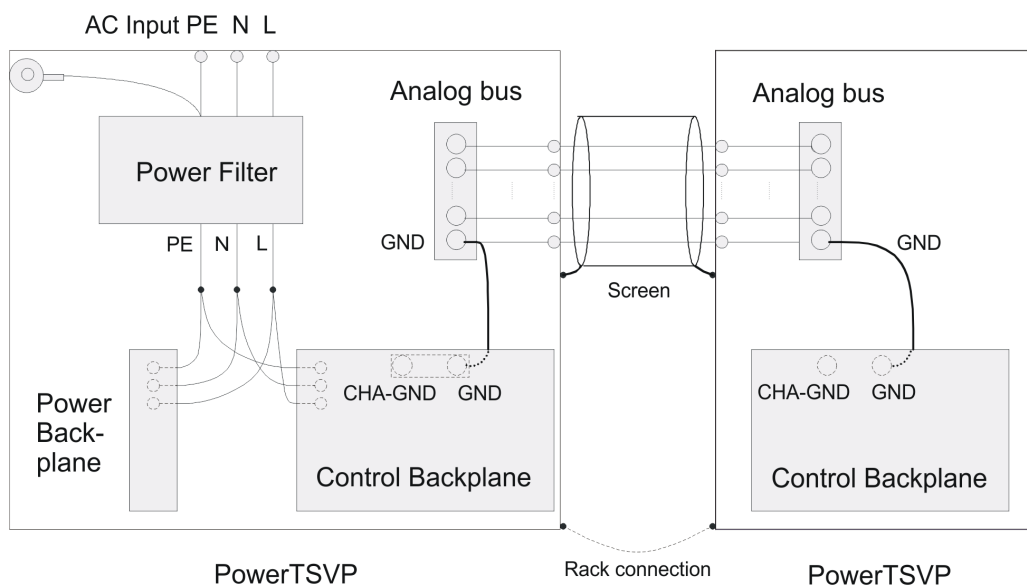 AC Input PE N L
Analog bus
Analog bus
Power Filter
PE N L
GND
GND
Screen
CHA-GND GND
CHA-GND GND
Power
Back-
plane
Control Backplane
Control Backplane
Rack connection
PowerTSVP
PowerTSVP